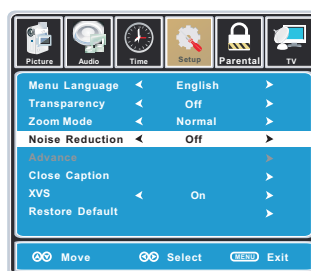 Picture Audio Time Setup Parental TV
Menu Language English
Transparency Off
Zoom Mode Normal
Noise Reduction Off
Advance
Close Caption
XVS On
Restore Default
Move Select MENU Exit